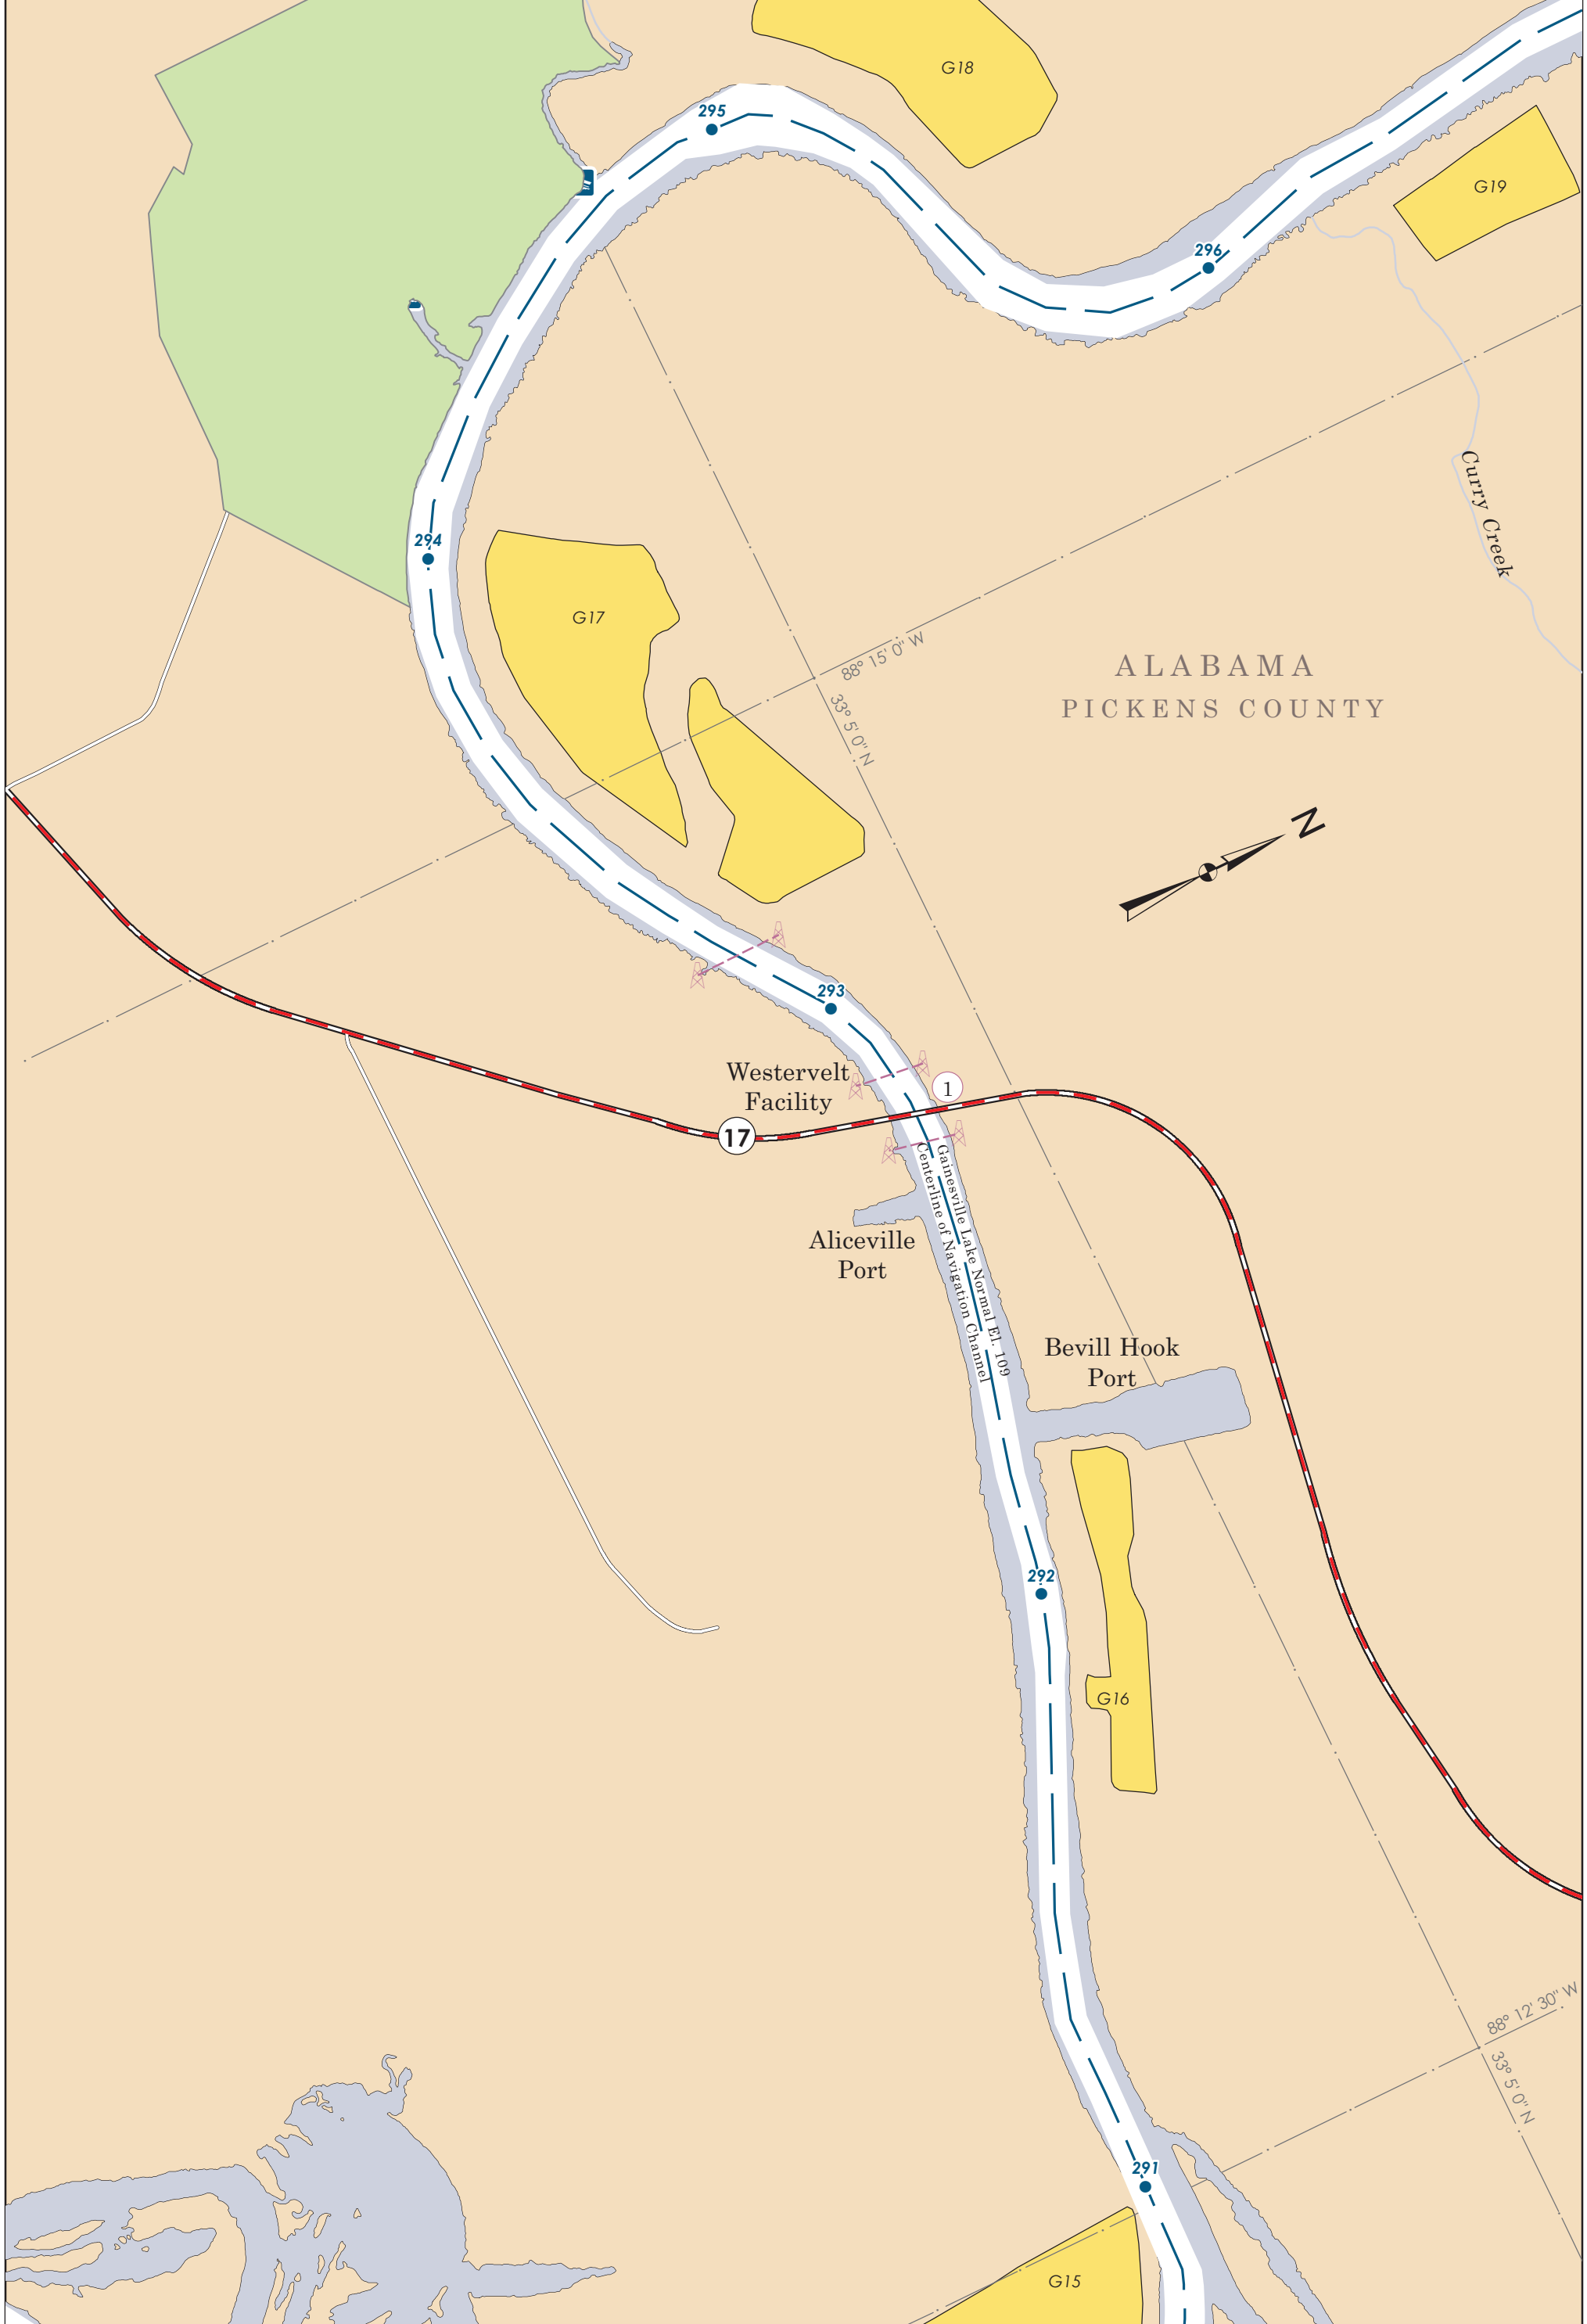 G18
295
G19
296
Curry Creek
294
G17
88° 15' 0" W
33° 5' 0" N
ALABAMA
PICKENS COUNTY
N
293
Westervelt
Facility
1
17
Gainesville Lake Normal El. 109
Centerline of Navigation Channel
Aliceville
Port
Bevill Hook
Port
292
G16
88° 12' 30" W
33° 5' 0" N
291
G15